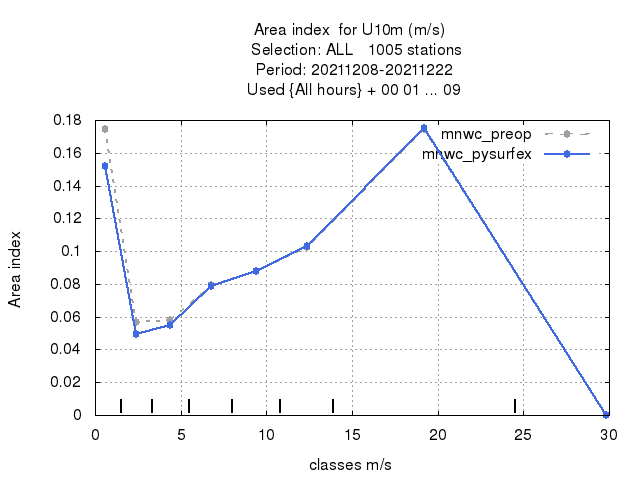 Area index  for U10m (m/s)
Selection: ALL   1005 stations
Period: 20211208-20211222
Used {All hours} + 00 01 ... 09
0.18
0.16
0.14
0.12
0.1
0.08
0.06
0.04
0.02
0
Area index
mnwc_preop
mnwc_pysurfex
0 5 10 15 20 25 30
classes m/s